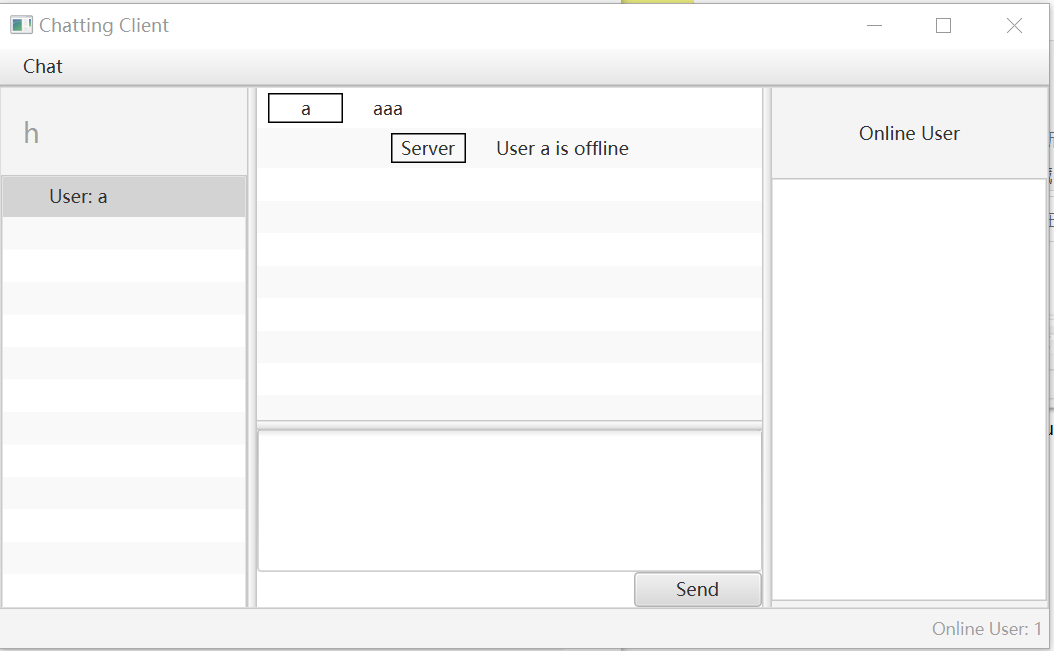 Chatting Client
Chat
h
User: a
a aaa
Server User a is offline
Send
Online User
Online User: 1